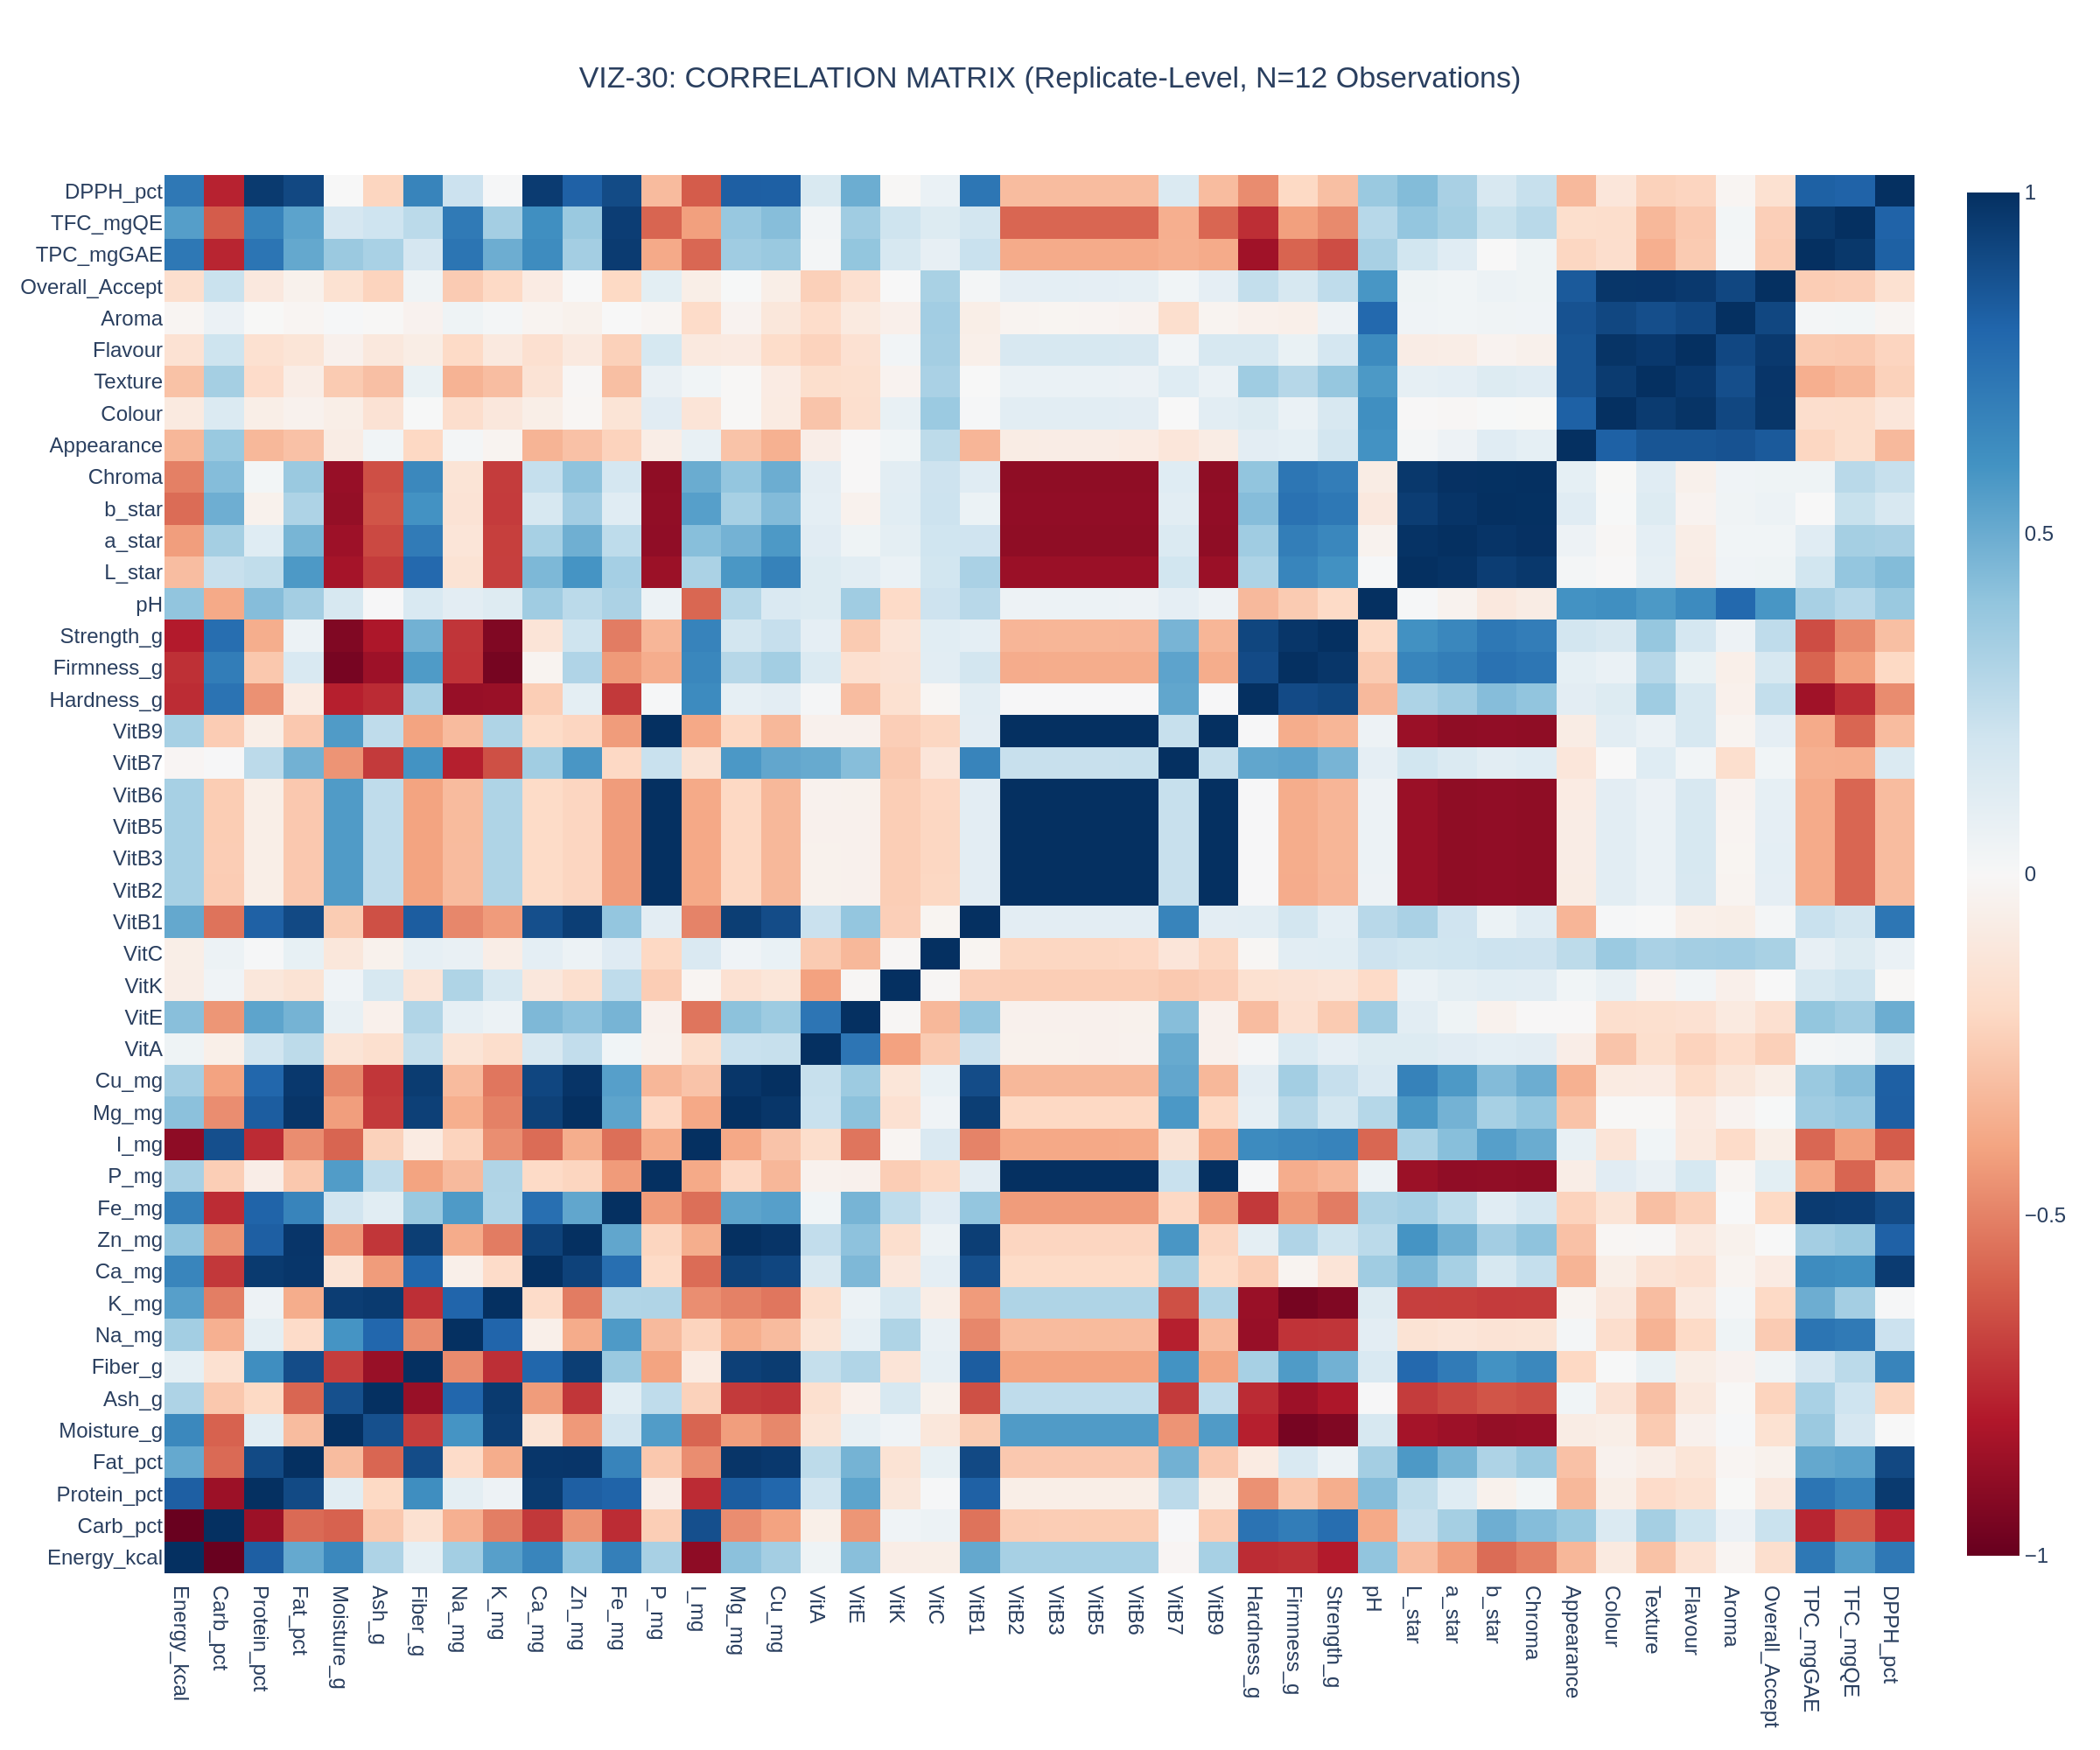 VIZ-30: CORRELATION MATRIX (Replicate-Level, N=12 Observations)
DPPH_pct
TFC_mgQE
TPC_mgGAE
Overall_Accept
Aroma
Flavour
Texture
Colour
Appearance
Chroma
b_star
a_star
L_star
pH
Strength_g
Firmness_g
Hardness_g
VitB9
VitB7
VitB6
VitB5
VitB3
VitB2
VitB1
VitC
VitK
VitE
VitA
Cu_mg
Mg_mg
I_mg
P_mg
Fe_mg
Zn_mg
Ca_mg
K_mg
Na_mg
Fiber_g
Ash_g
Moisture_g
Fat_pct
Protein_pct
Carb_pct
Energy_kcal
Energy_kcal
Carb_pct
Protein_pct
Fat_pct
Moisture_g
Ash_g
Fiber_g
Na_mg
K_mg
Ca_mg
Zn_mg
Fe_mg
P_mg
I_mg
Mg_mg
Cu_mg
VitA
VitE
VitK
VitC
VitB1
VitB2
VitB3
VitB5
VitB6
VitB7
VitB9
Hardness_g
Firmness_g
Strength_g
pH
L_star
a_star
b_star
Chroma
Appearance
Colour
Texture
Flavour
Aroma
Overall_Accept
TPC_mgGAE
TFC_mgQE
DPPH_pct
1
0.5
0
−0.5
−1